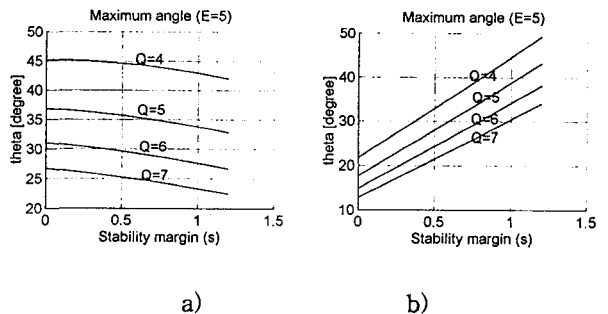 Maximum angle (E=5)
theta [degree]
50
45
40
35
30
25
20
Q=4
Q=5
Q=6
Q=7
0
0.5
1
1.5
Stability margin (s)
a)
Maximum angle (E=5)
theta [degree]
50
40
30
20
10
Q=4
Q=5
Q=6
Q=7
0
0.5
1
1.5
Stability margin (s)
b)